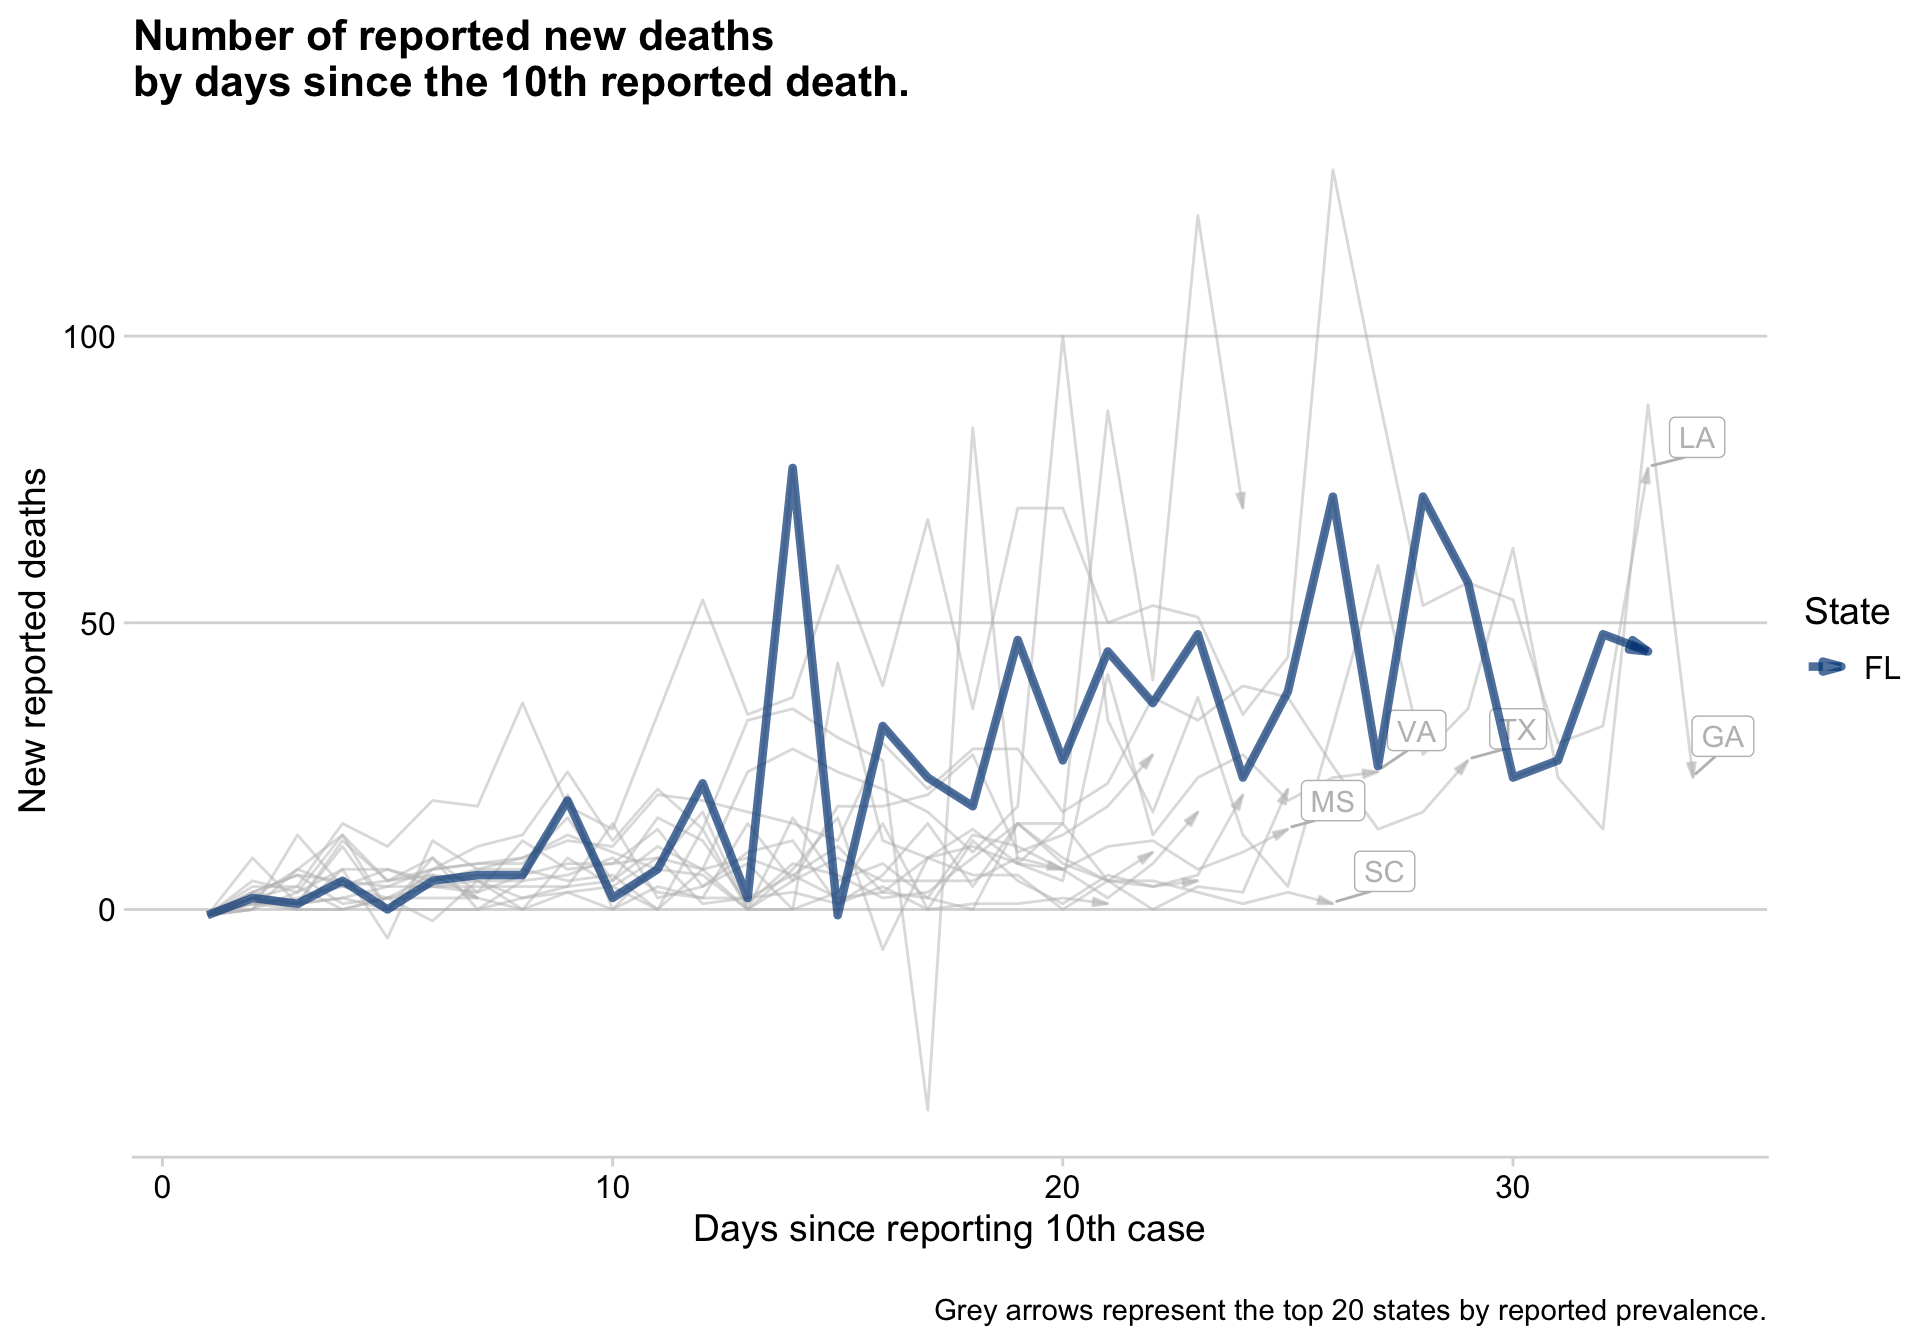 Number of reported new deaths
by days since the 10th reported death.
New reported deaths
100
50
0
LA
VA
TX
GA
MS
SC
State
FL
0
10
20
30
Days since reporting 10th case
Grey arrows represent the top 20 states by reported prevalence.